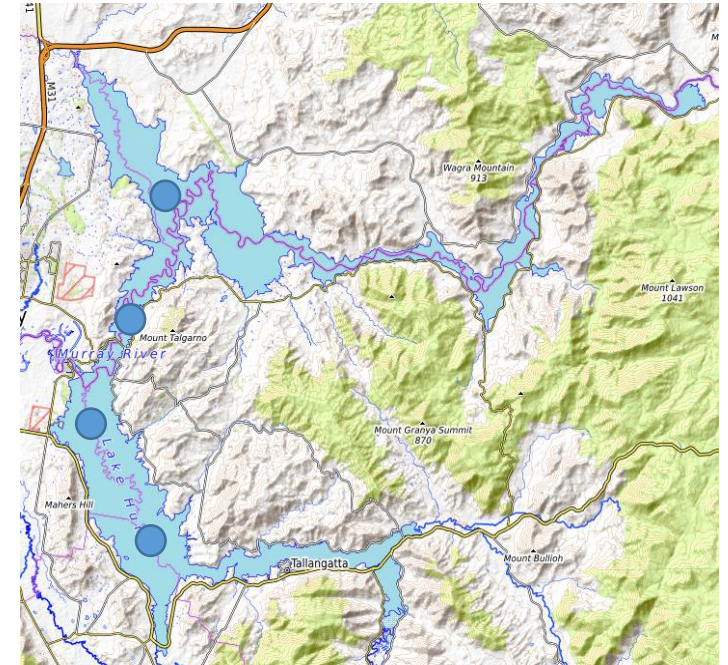 41
M31
Wagra Mountain
913
Mount Lawson
1041
Mount Talgarno
Murray River
Mount Granya Summit
870
Lake Hu
Mahers Hill
Tallangatta
Mount Bullioh